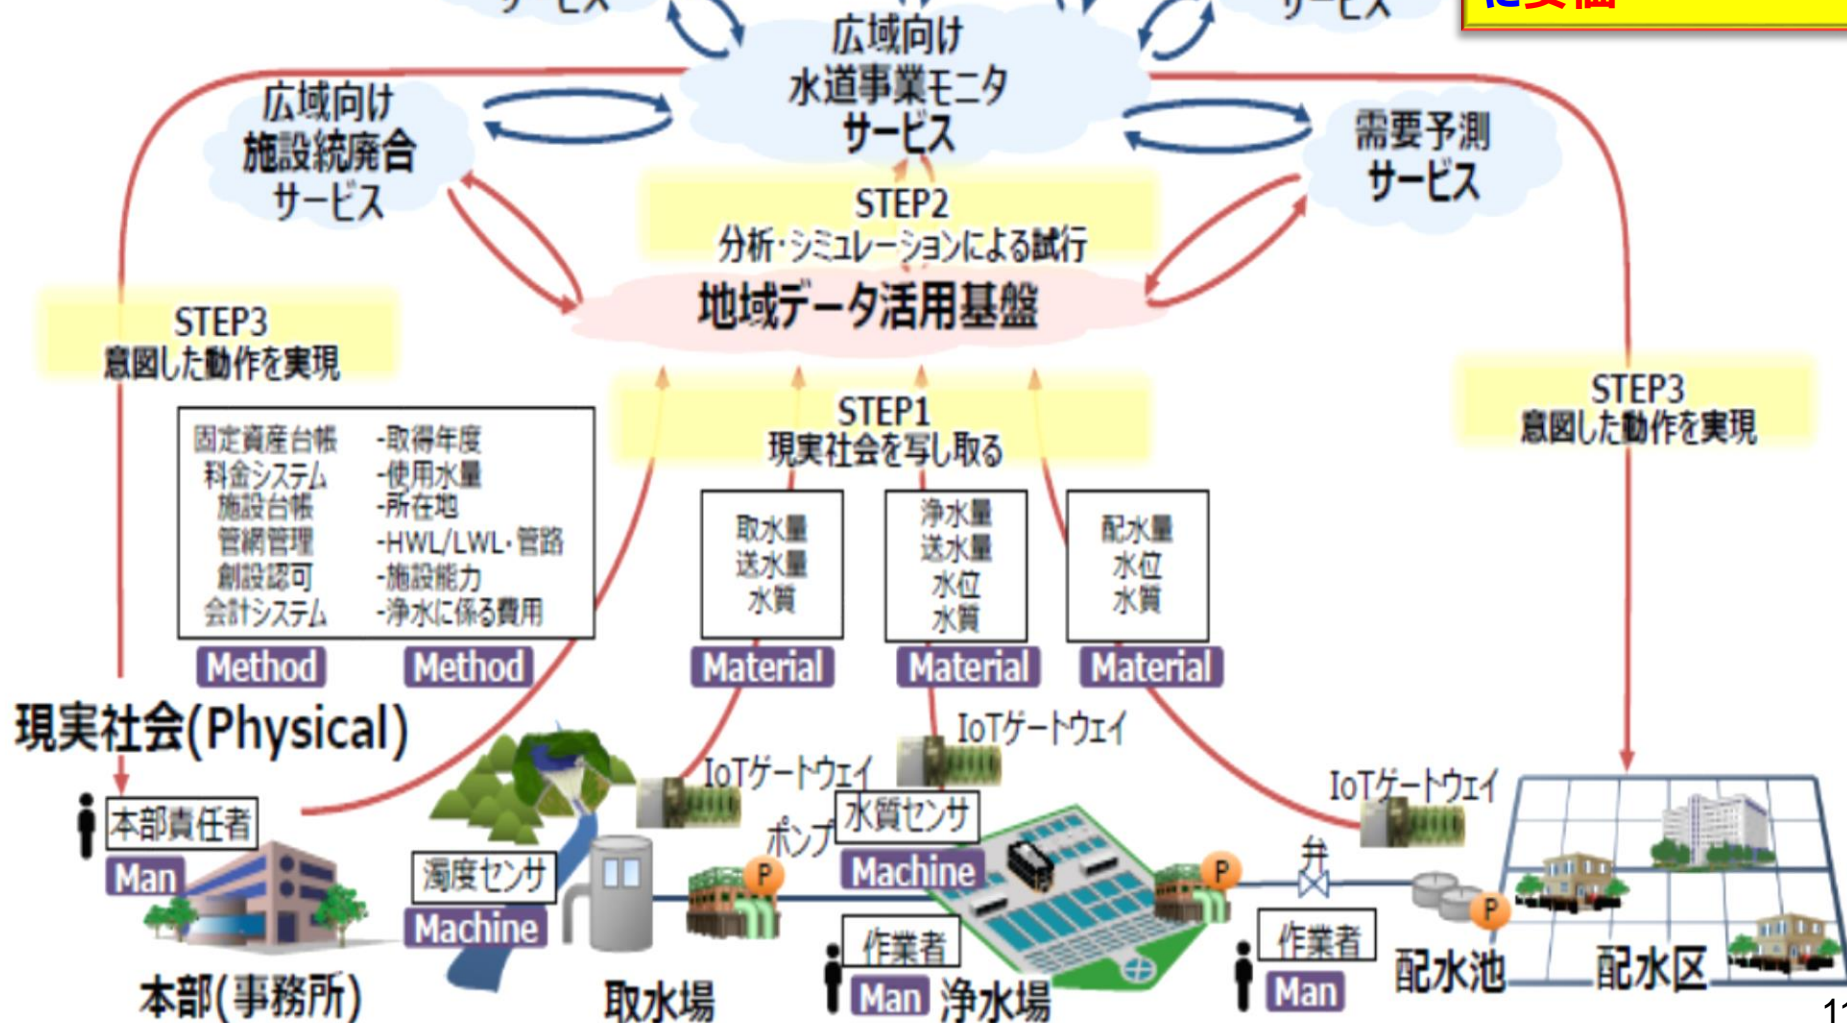 サービス
サービス
に安価
広域向け
水道事業モニタ
サービス
広域向け
施設統廃合
サービス
需要予測
サービス
STEP2
分析・シミュレーションによる試行
地域データ活用基盤
STEP3
意図した動作を実現
STEP1
現実社会を写し取る
STEP3
意図した動作を実現
固定資産台帳 -取得年度
料金システム -使用水量
施設台帳 -所在地
管網管理 -HWL/LWL・管路
創設認可 -施設能力
会計システム -浄水に係る費用
取水量
送水量
水質
浄水量
送水量
水位
水質
配水量
水位
水質
Method Method
Material Material Material
現実社会(Physical)
IoTゲートウェイ
IoTゲートウェイ
IoTゲートウェイ
本部責任者
Man
濁度センサ
Machine
ポンプ
水質センサ
Machine
P
P
弁
P
作業者
Man
作業者
Man
本部(事務所)
取水場
浄水場
配水池
配水区
11